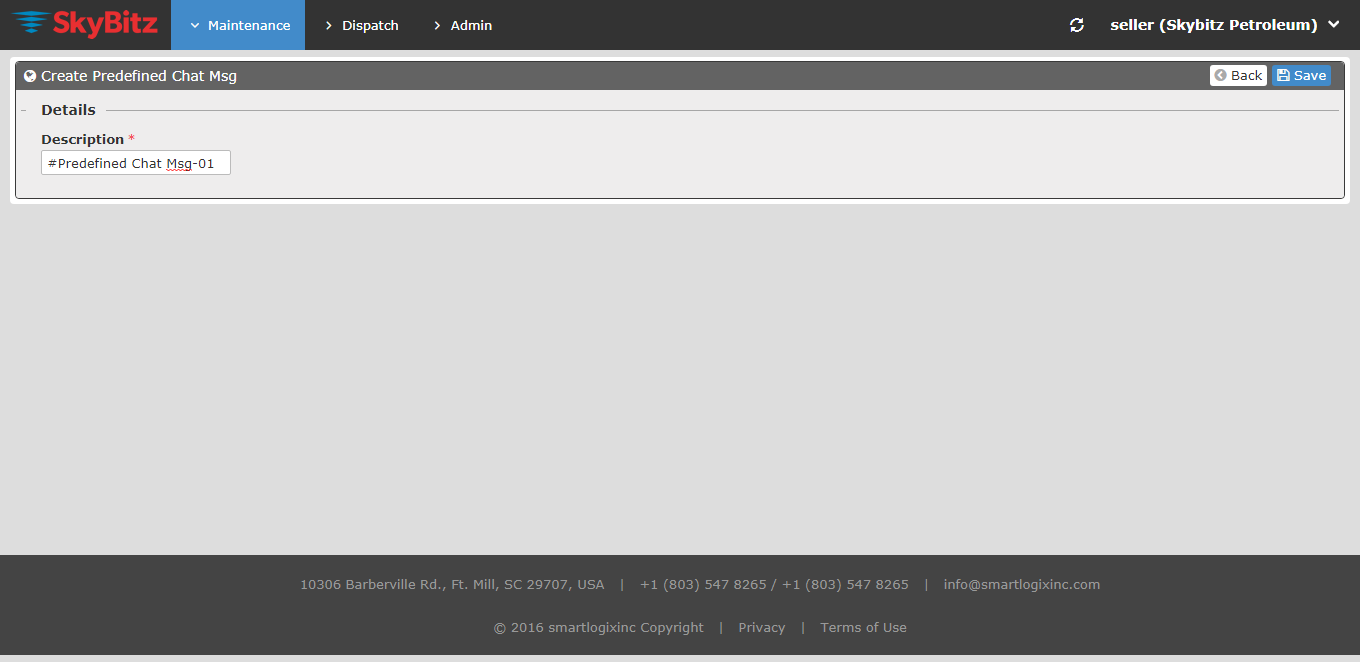 SkyBitz Maintenance Dispatch Admin seller (Skybitz Petroleum)
Create Predefined Chat Msg Back Save
Details
Description *
#Predefined Chat Msg-01
10306 Barberville Rd., Ft. Mill, SC 29707, USA | +1 (803) 547 8265 / +1 (803) 547 8265 | info@smartlogixinc.com
© 2016 smartlogixinc Copyright | Privacy | Terms of Use